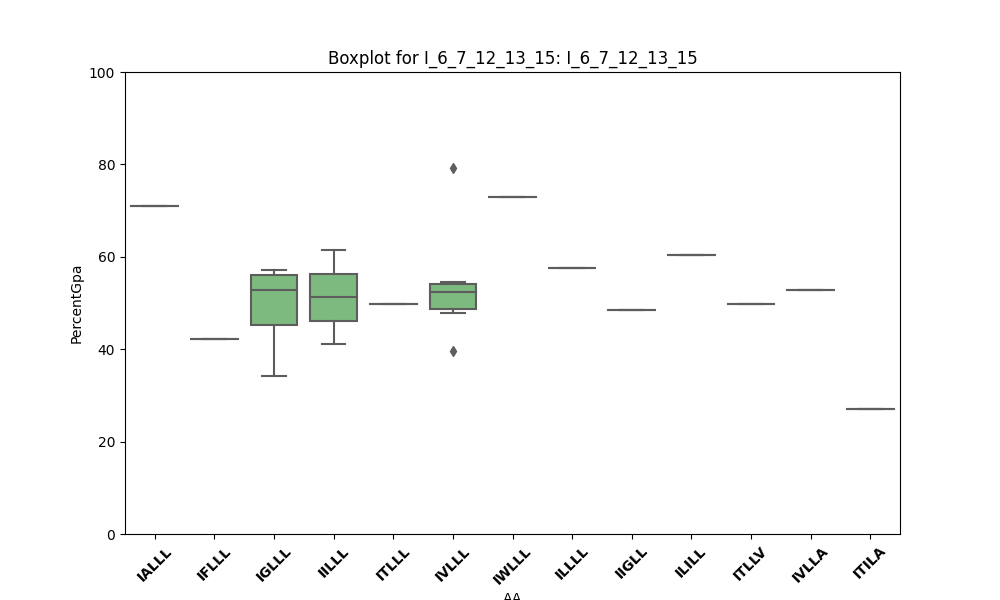 Boxplot for I_6_7_12_13_15: I_6_7_12_13_15
100
80
60
40
20
0
PercentGpa
IALLL IFLLL IGLLL IILLL ITLLL IVLLL IWLLL ILLLL IIGLL ILILL ITLLV IVLLA ITILA
AA